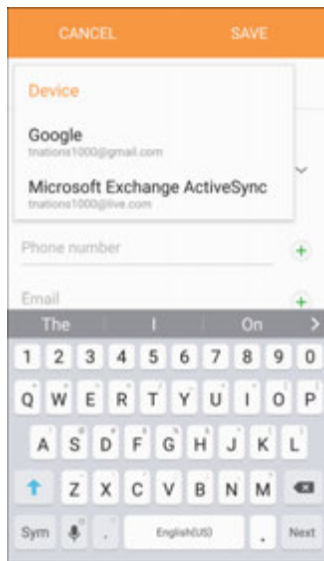 CANCEL SAVE
Device
Google
tnations1000@gmail.com
Microsoft Exchange ActiveSync
tnations1000@live.com
Phone number
Email
The I On
1 2 3 4 5 6 7 8 9 0
Q W E R T Y U I O P
A S D F G H J K L
Z X C V B N M
Sym , English(US) . Next